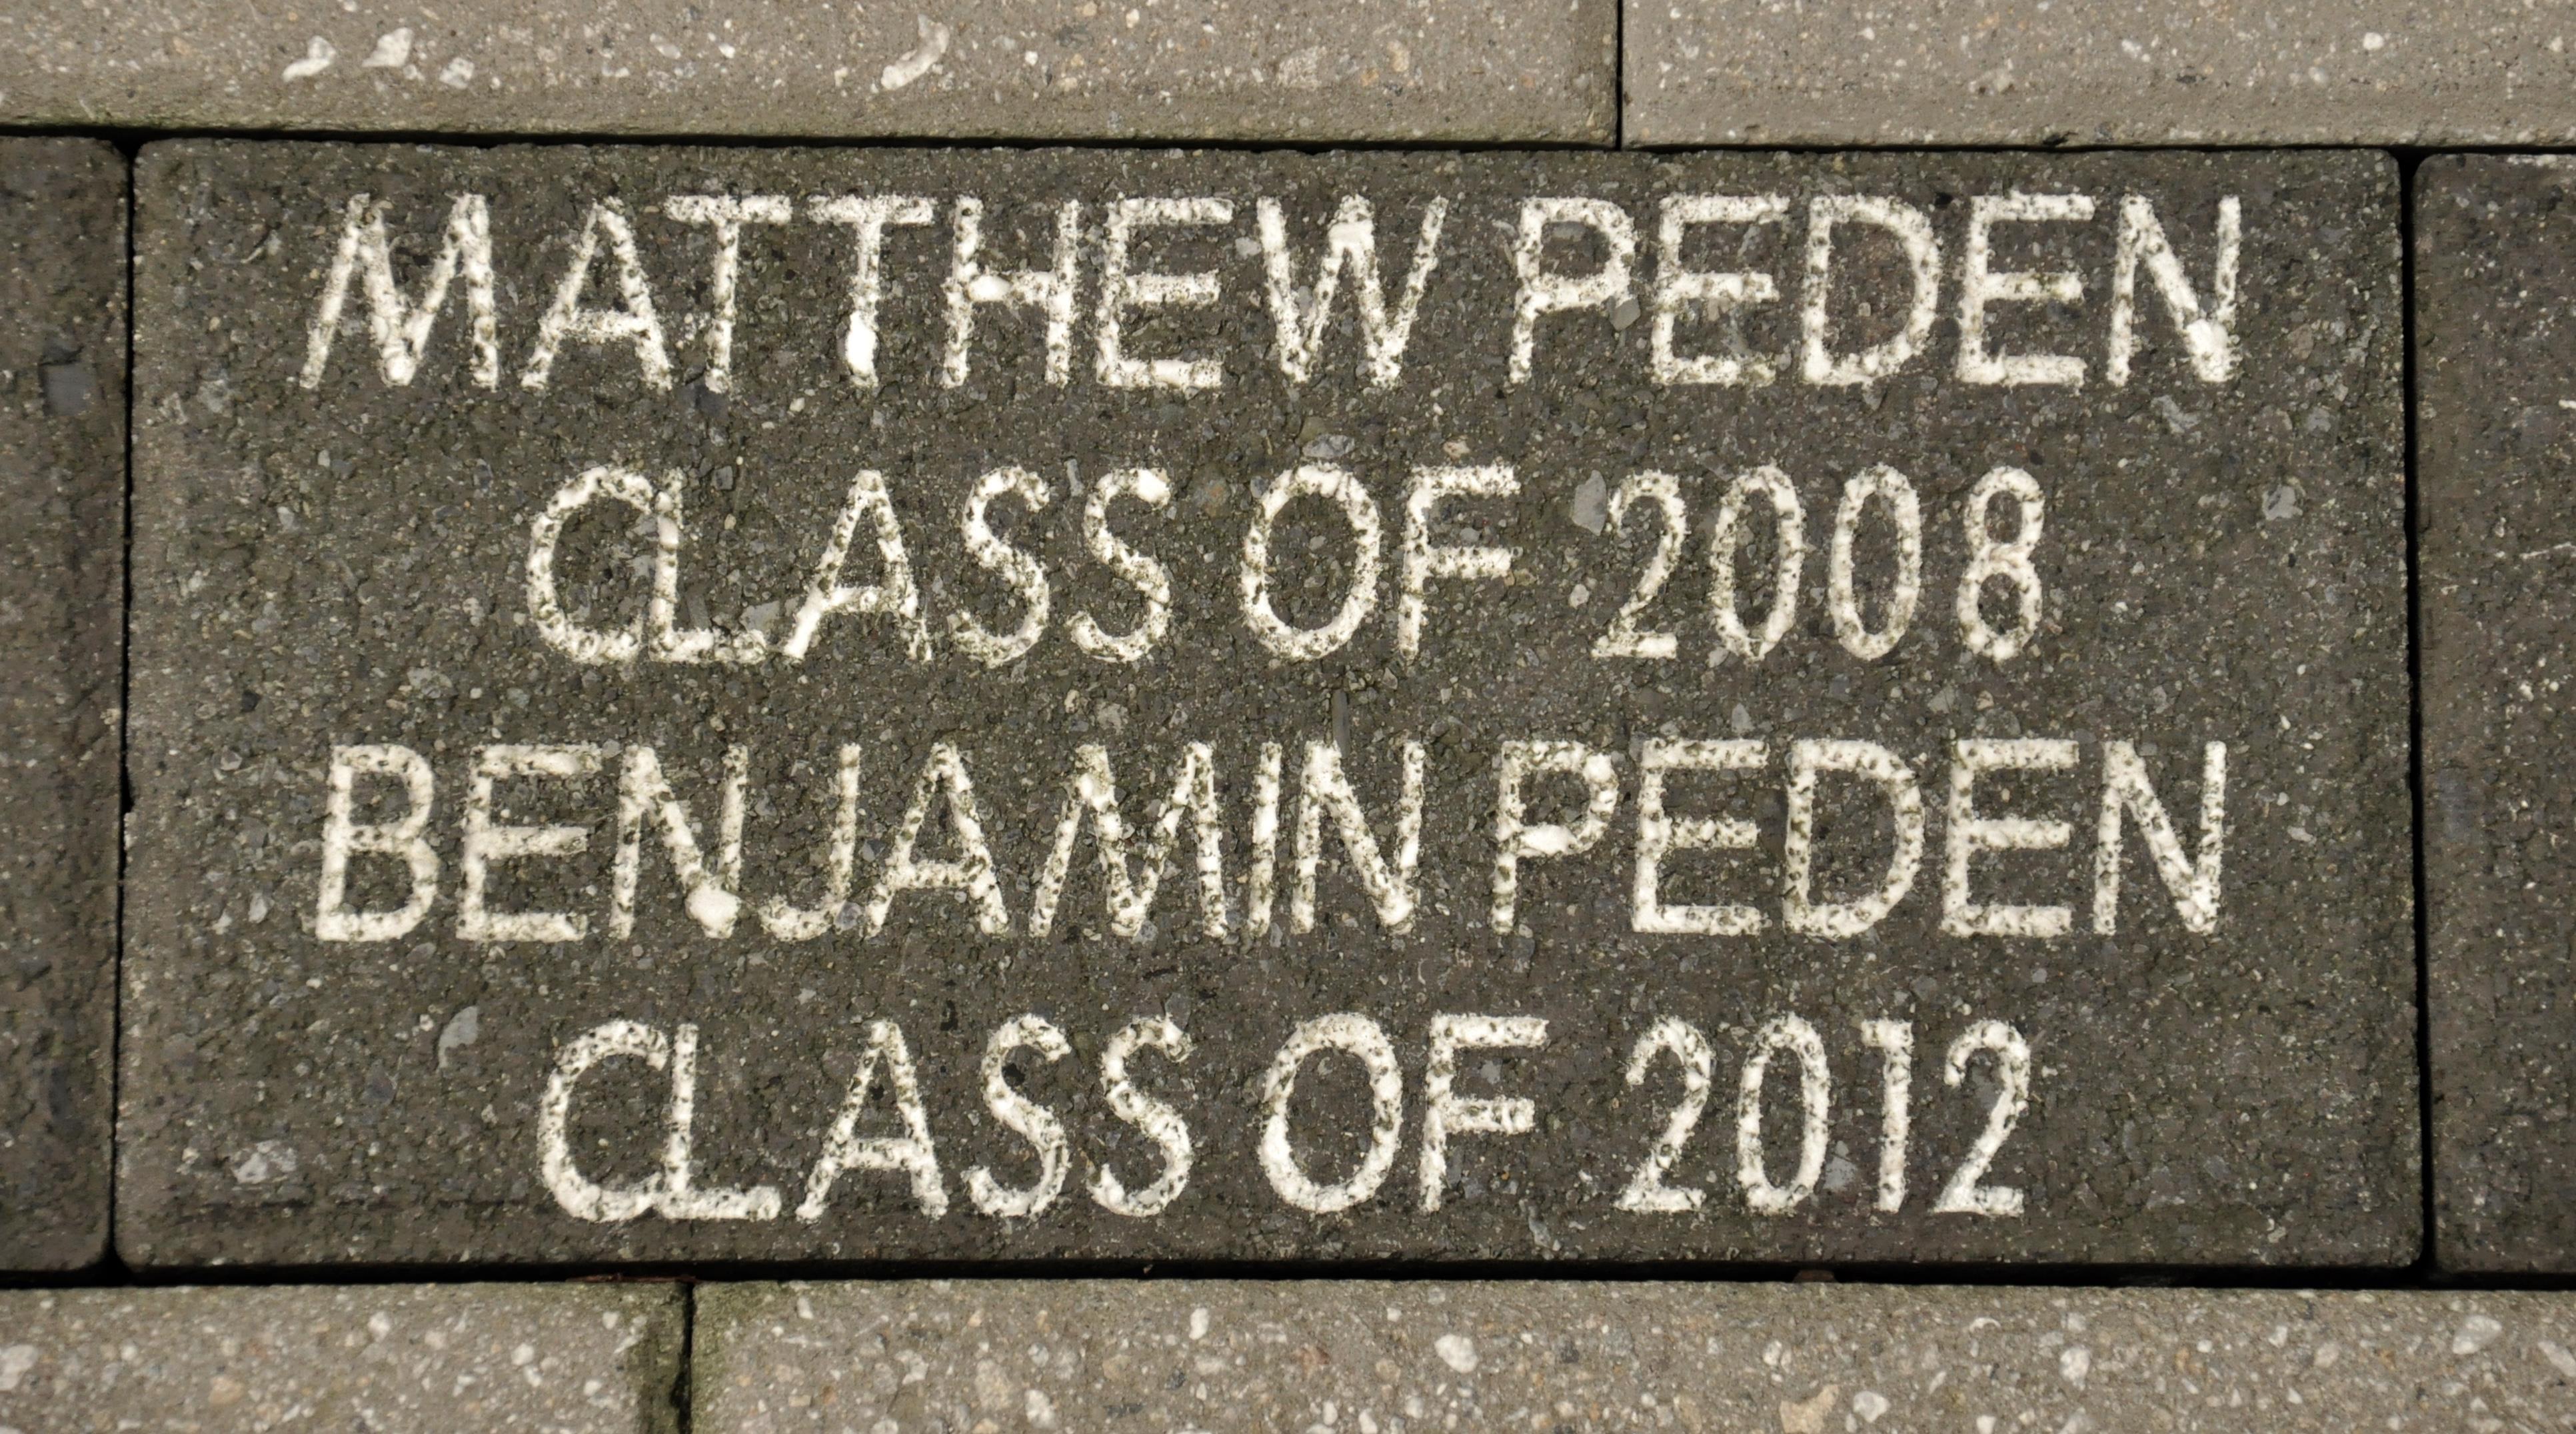 MATTHEW PEDEN
CLASS OF 2008
BENJAMIN PEDEN
CLASS OF 2012